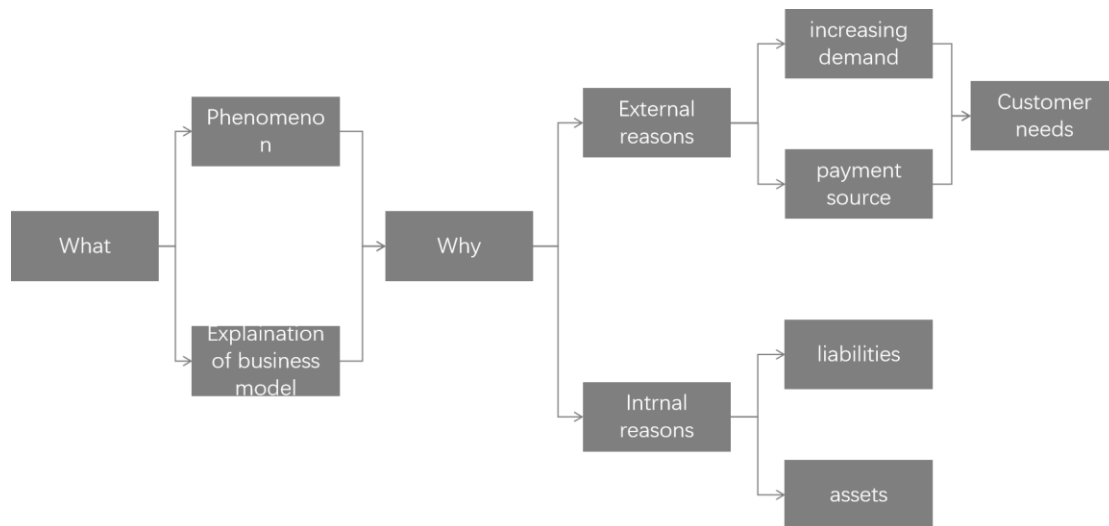 What
Phenomeno
n
Explaination
of business
model
Why
External
reasons
increasing
demand
payment
source
Customer
needs
Intrnal
reasons
liabilities
assets